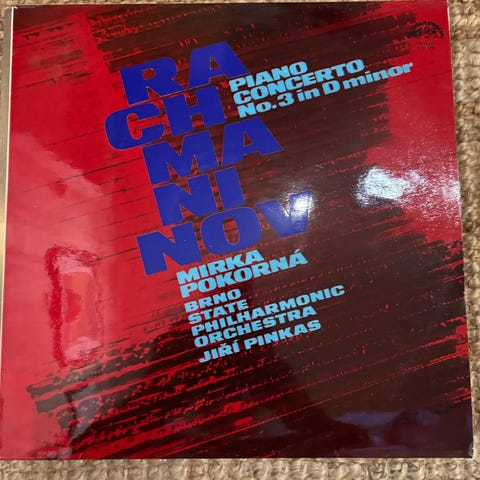 RA
CH
MA
NI
NOV
PIANO
CONCERTO
No.3 in D minor
MIRKA
POKORNÁ
BRNO
STATE
PHILHARMONIC
ORCHESTRA
JIŘÍ PINKAS